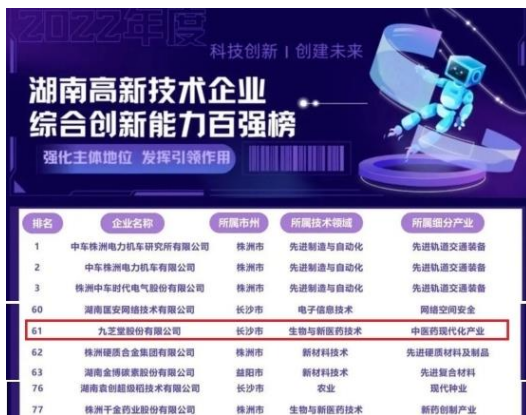 2022年度
科技创新 | 创建未来
湖南高新技术企业
综合创新能力百强榜
强化主体地位 发挥引领作用
排名 企业名称 所属市州 所属技术领域 所属细分产业
1 中车株洲电力机车研究所有限公司 株洲市 先进制造与自动化 先进轨道交通装备
2 中车株洲电力机车有限公司 株洲市 先进制造与自动化 先进轨道交通装备
3 株洲中车时代电气股份有限公司 株洲市 先进制造与自动化 先进轨道交通装备
60 湖南匡安网络技术有限公司 长沙市 电子信息技术 网络空间安全
61 九芝堂股份有限公司 长沙市 生物与新医药技术 中医药现代化产业
62 株洲硬质合金集团有限公司 株洲市 新材料技术 先进硬质材料及制品
63 湖南金博碳素股份有限公司 益阳市 新材料技术 先进复合材料
76 湖南袁创超级稻技术有限公司 长沙市 农业 现代种业
77 株洲千金药业股份有限公司 株洲市 生物与新医药技术 新药创制产业